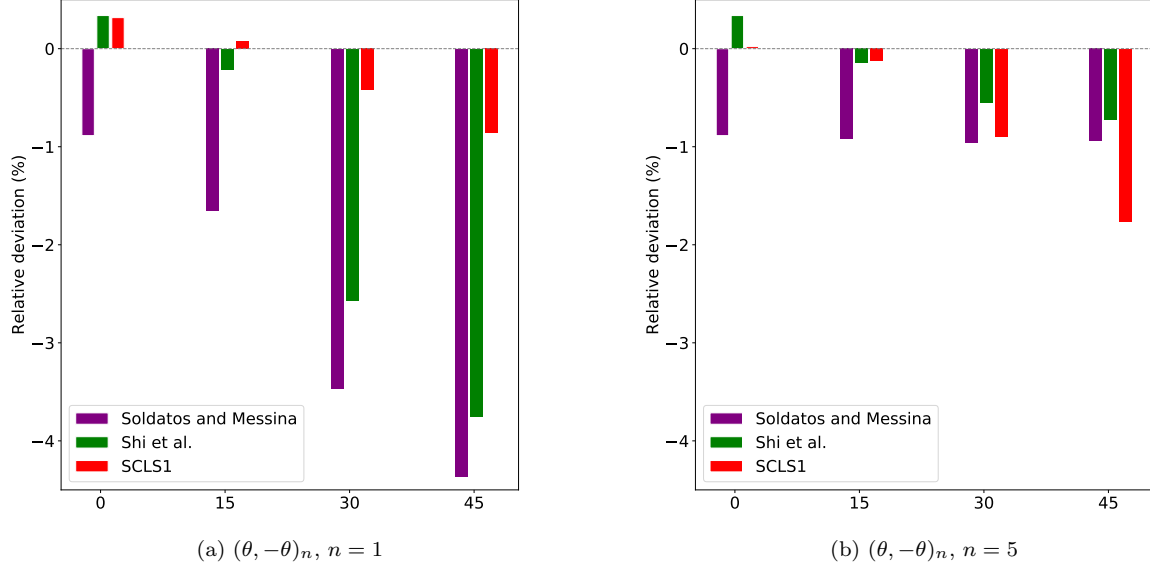 Relative deviation (%)
0
−1
−2
−3
−4
Soldatos and Messina
Shi et al.
SCLS1
0 15 30 45
(a) (θ, −θ)n, n = 1
Relative deviation (%)
0
−1
−2
−3
−4
Soldatos and Messina
Shi et al.
SCLS1
0 15 30 45
(b) (θ, −θ)n, n = 5